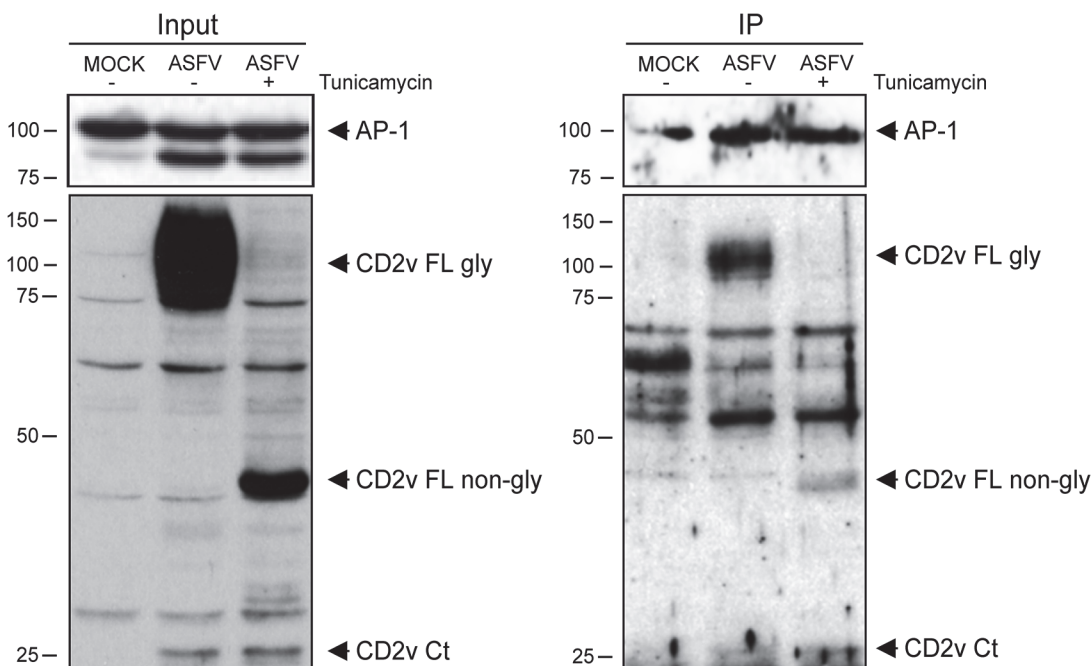 Input
MOCK ASFV ASFV
- - + Tunicamycin
100 AP-1
75
150
100 CD2v FL gly
75
50
CD2v FL non-gly
25 CD2v Ct
IP
MOCK ASFV ASFV
- - + Tunicamycin
100 AP-1
75
150
100 CD2v FL gly
75
50
CD2v FL non-gly
25 CD2v Ct